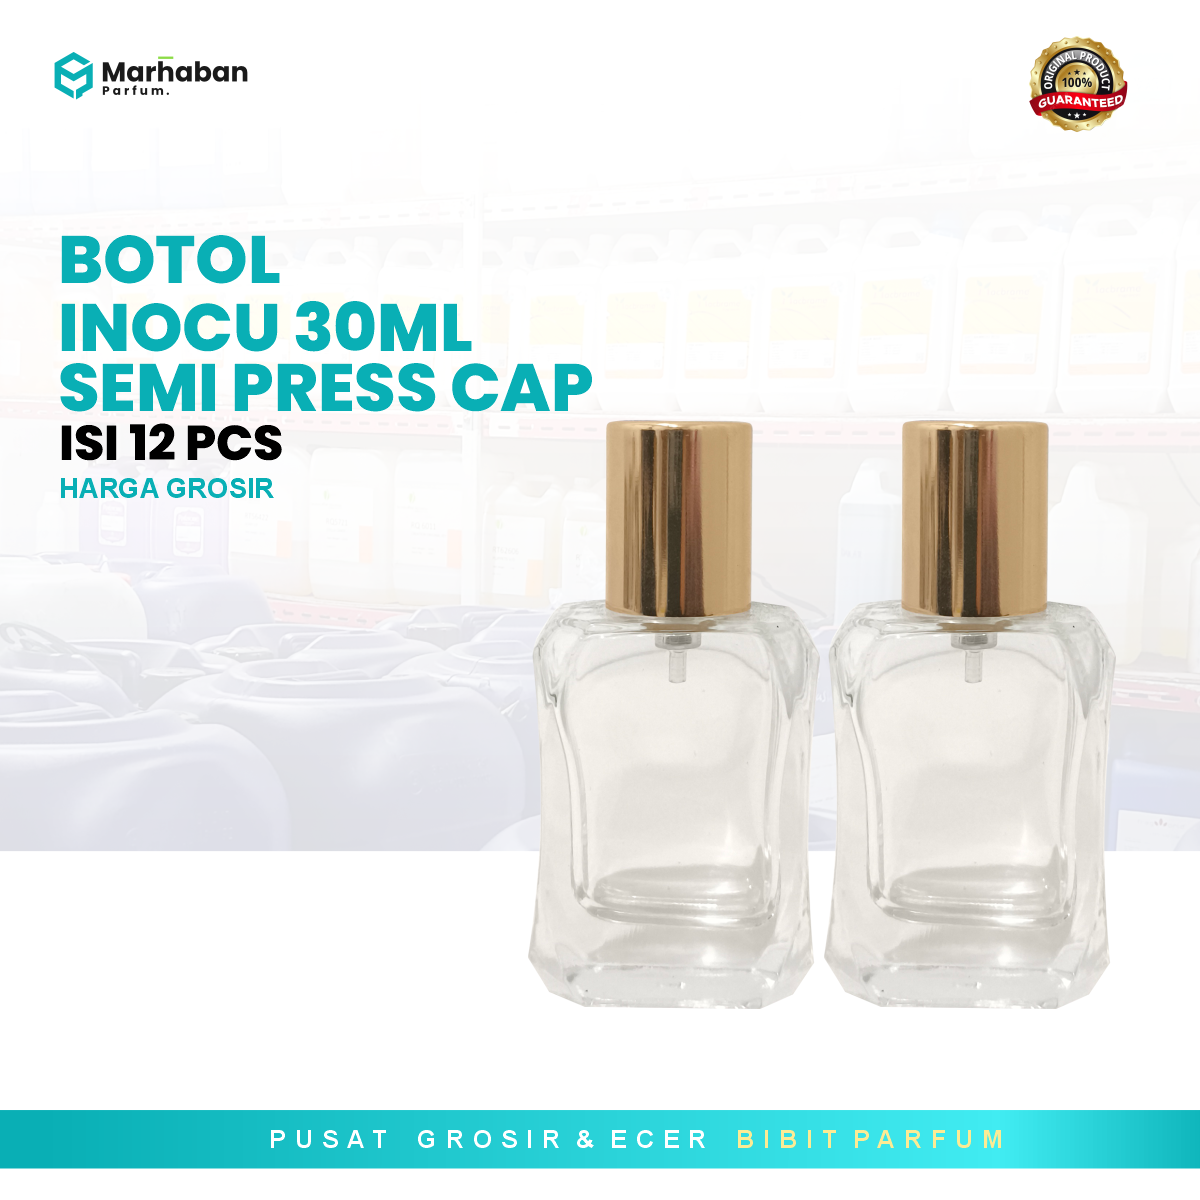 Marhaban
Parfum.
ORIGINAL PRODUCT
100%
GUARANTEED
BOTOL
INOCU 30ML
SEMI PRESS CAP
ISI 12 PCS
HARGA GROSIR
PUSAT GROSIR & ECER BIBIT PARFUM